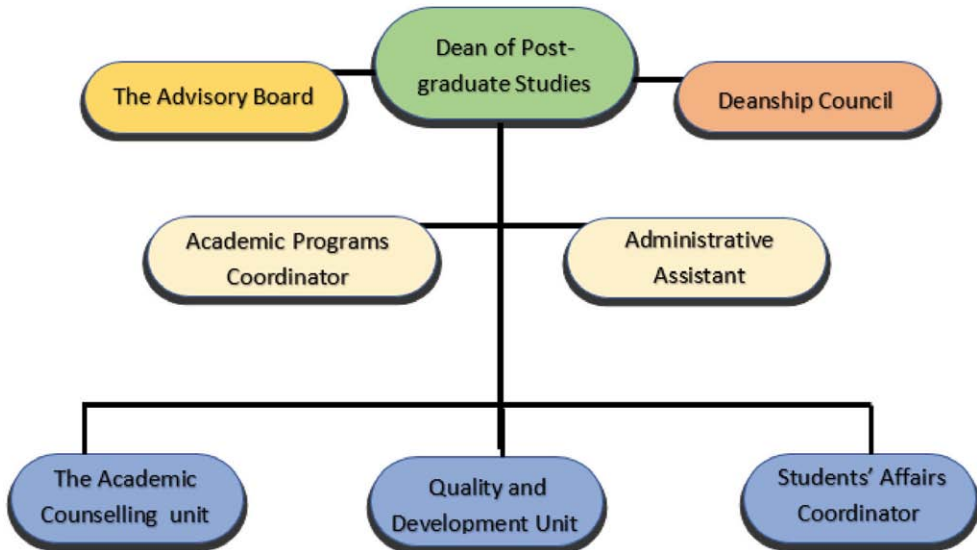 Dean of Post-
graduate Studies
The Advisory Board
Deanship Council
Academic Programs
Coordinator
Administrative
Assistant
The Academic
Counselling unit
Quality and
Development Unit
Students’ Affairs
Coordinator